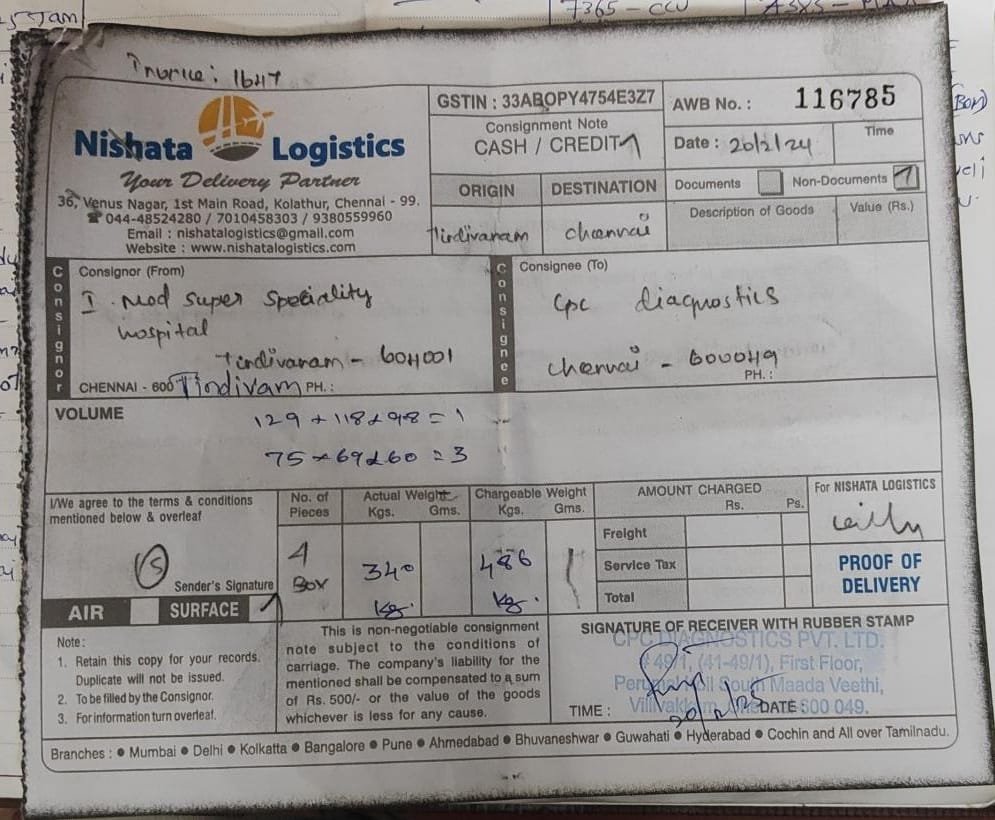 Invoice: 1647
Nishata Logistics
Your Delivery Partner
36, Venus Nagar, 1st Main Road, Kolathur, Chennai - 99.
☎ 044-48524280 / 7010458303 / 9380559960
Email : nishatalogistics@gmail.com
Website : www.nishatalogistics.com
GSTIN : 33ABOPY4754E3Z7
Consignment Note
CASH / CREDIT
AWB No. : 116785
Date : 20/2/24
Time
ORIGIN
DESTINATION
Tindivanam
chennai
Documents
Non-Documents
Description of Goods
Value (Rs.)
Consignor
Consignor (From)
I. Med Super Speciality
Hospital
Tindivanam - 604001
CHENNAI - 600 Tindivam PH. :
Consignee
Consignee (To)
Cpc diagnostics
Chennai - 600049
PH. :
VOLUME
129 x 118 x 98 = 1
75 x 69 x 60 = 3
I/We agree to the terms & conditions
mentioned below & overleaf
Sender's Signature
No. of
Pieces
4
Box
Actual Weight
Kgs. Gms.
340
kg.
Chargeable Weight
Kgs. Gms.
486
kg.
AMOUNT CHARGED
Rs. Ps.
Freight
Service Tax
Total
For NISHATA LOGISTICS
PROOF OF
DELIVERY
AIR
SURFACE
Note :
1. Retain this copy for your records.
Duplicate will not be issued.
2. To be filled by the Consignor.
3. For information turn overleaf.
This is non-negotiable consignment
note subject to the conditions of
carriage. The company's liability for the
mentioned shall be compensated to a sum
of Rs. 500/- or the value of the goods
whichever is less for any cause.
SIGNATURE OF RECEIVER WITH RUBBER STAMP
CPC DIAGNOSTICS PVT. LTD.
# 49/1, (41-49/1), First Floor,
South Maada Veethi,
600 049.
TIME :
DATE :
Branches : ● Mumbai ● Delhi ● Kolkatta ● Bangalore ● Pune ● Ahmedabad ● Bhuvaneshwar ● Guwahati ● Hyderabad ● Cochin and All over Tamilnadu.